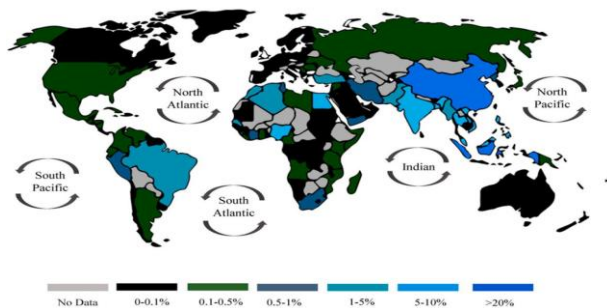 North
Atlantic
North
Pacific
South
Pacific
South
Atlantic
Indian
No Data
0-0.1%
0.1-0.5%
0.5-1%
1-5%
5-10%
>20%